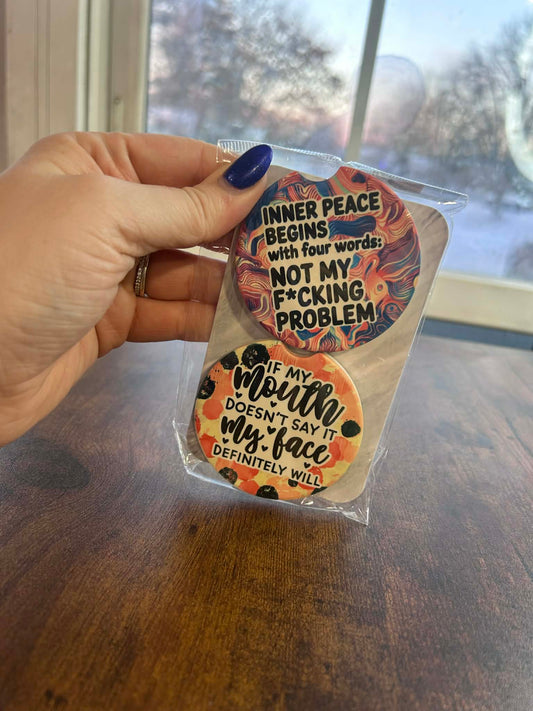 INNER PEACE
BEGINS
with four words:
NOT MY
F*CKING
PROBLEM
IF MY
Mouth
DOESN'T SAY IT
My face
DEFINITELY WILL